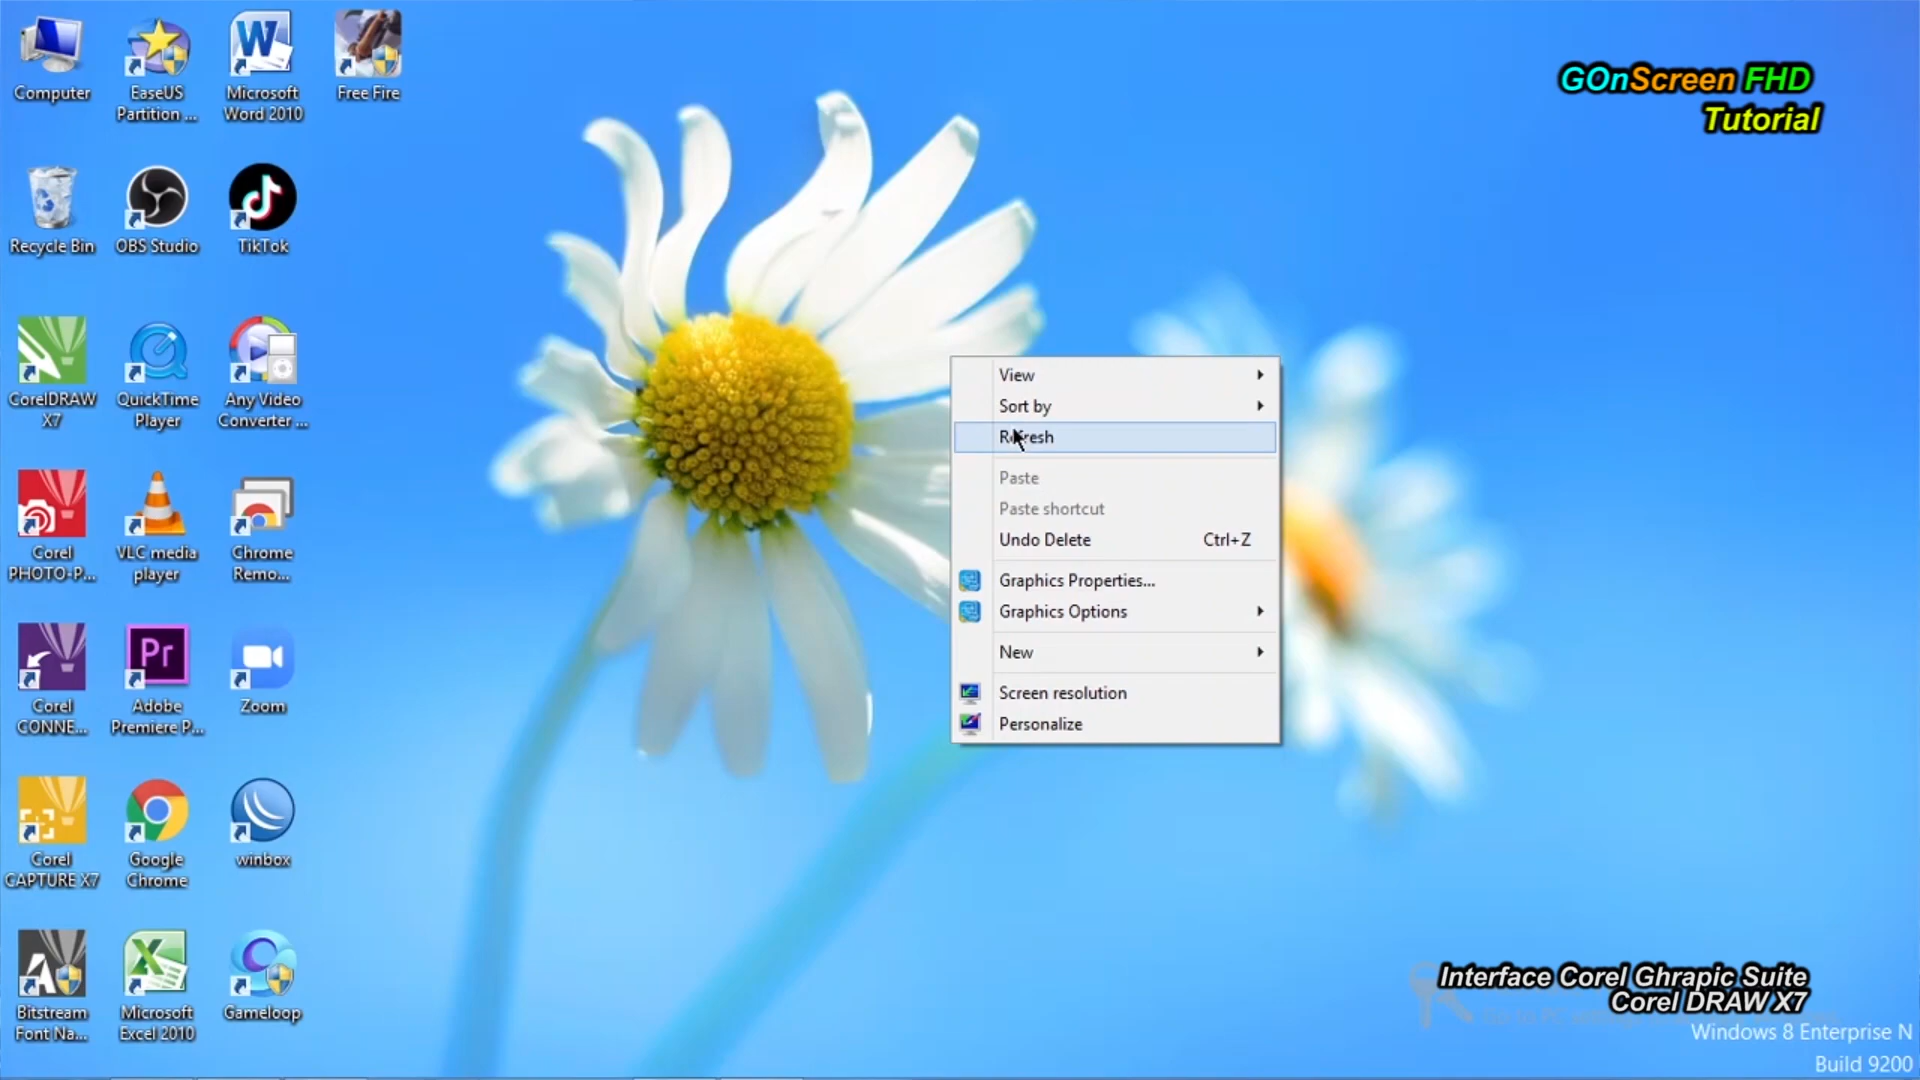 Computer
EaseUS
Partition ...
Microsoft
Word 2010
Free Fire
GOnScreen FHD
Tutorial
Recycle Bin
OBS Studio
TikTok
CorelDRAW
X7
QuickTime
Player
Any Video
Converter ...
View
Sort by
Refresh
Paste
Paste shortcut
Undo Delete Ctrl+Z
Graphics Properties...
Graphics Options
New
Screen resolution
Personalize
Corel
PHOTO-P...
VLC media
player
Chrome
Remo...
Corel
CONNE...
Pr
Adobe
Premiere P...
Zoom
Corel
CAPTURE X7
Google
Chrome
winbox
Bitstream
Font Na...
Microsoft
Excel 2010
Gameloop
Interface Corel Ghrapic Suite
Corel DRAW X7
Windows 8 Enterprise N
Build 9200